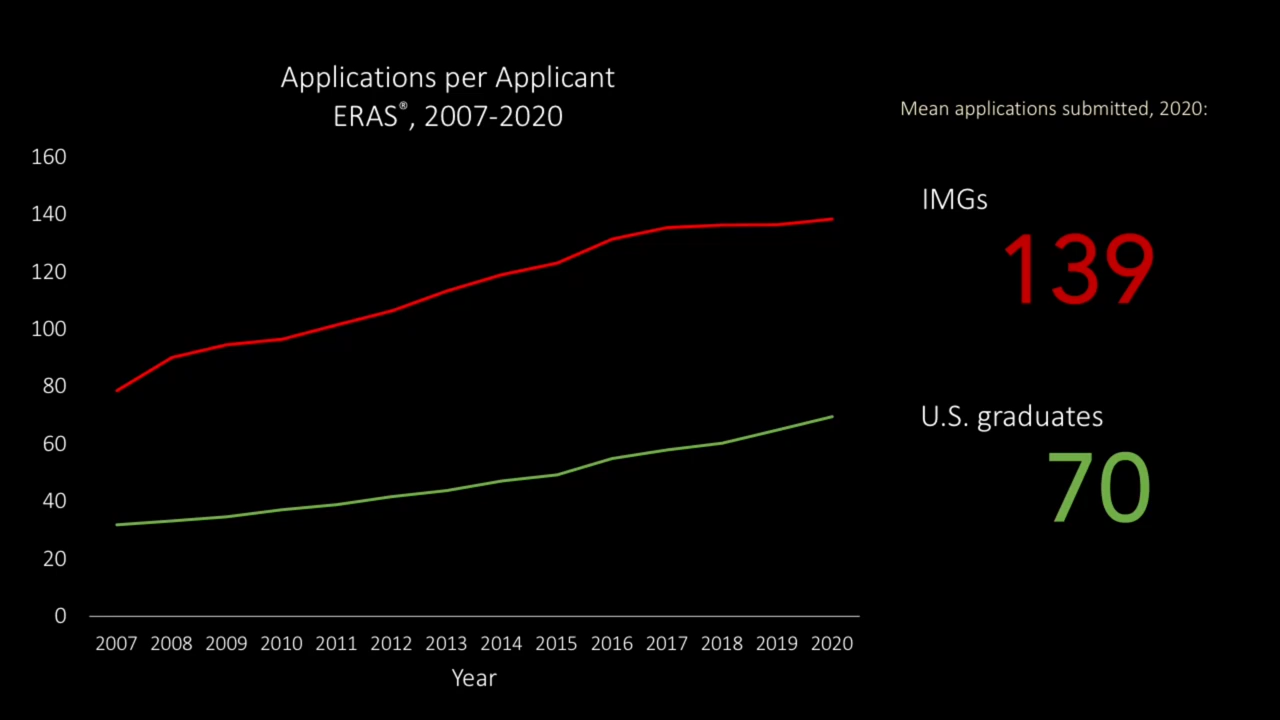 Applications per Applicant
ERAS®, 2007-2020
160
140
120
100
80
60
40
20
0
2007 2008 2009 2010 2011 2012 2013 2014 2015 2016 2017 2018 2019 2020
Year
Mean applications submitted, 2020:
IMGs
139
U.S. graduates
70